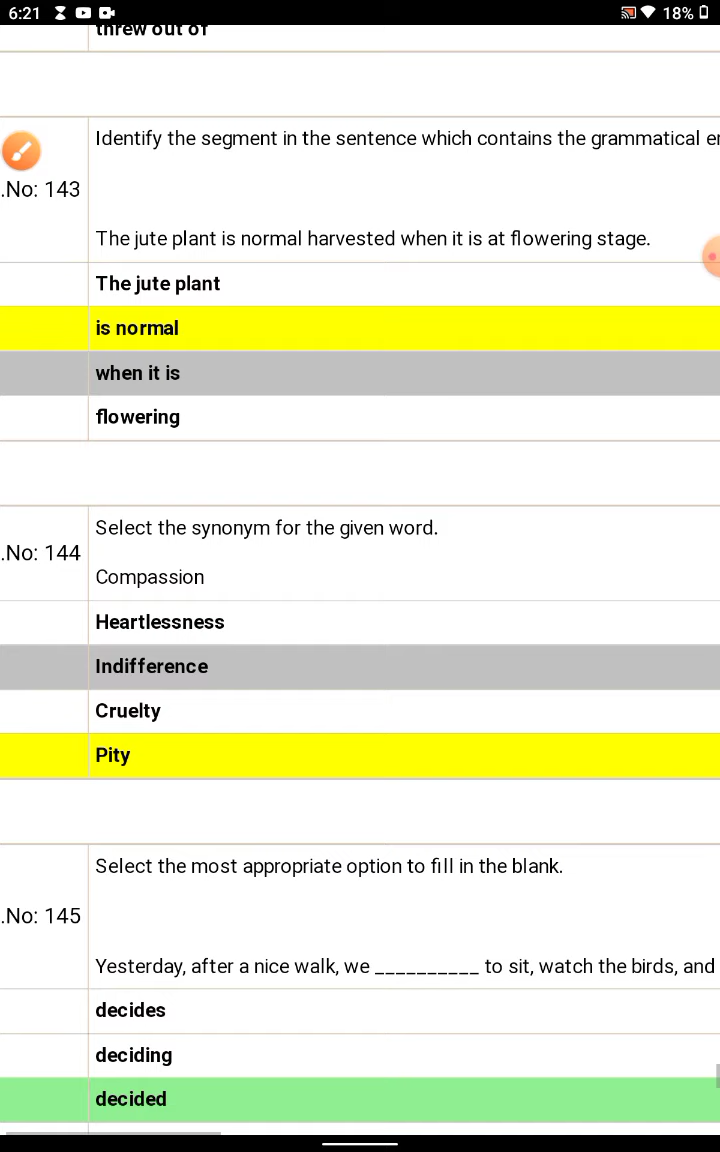 6:21
18%
threw out of
Identify the segment in the sentence which contains the grammatical er
.No: 143
The jute plant is normal harvested when it is at flowering stage.
The jute plant
is normal
when it is
flowering
Select the synonym for the given word.
.No: 144
Compassion
Heartlessness
Indifference
Cruelty
Pity
Select the most appropriate option to fill in the blank.
.No: 145
Yesterday, after a nice walk, we __________ to sit, watch the birds, and
decides
deciding
decided